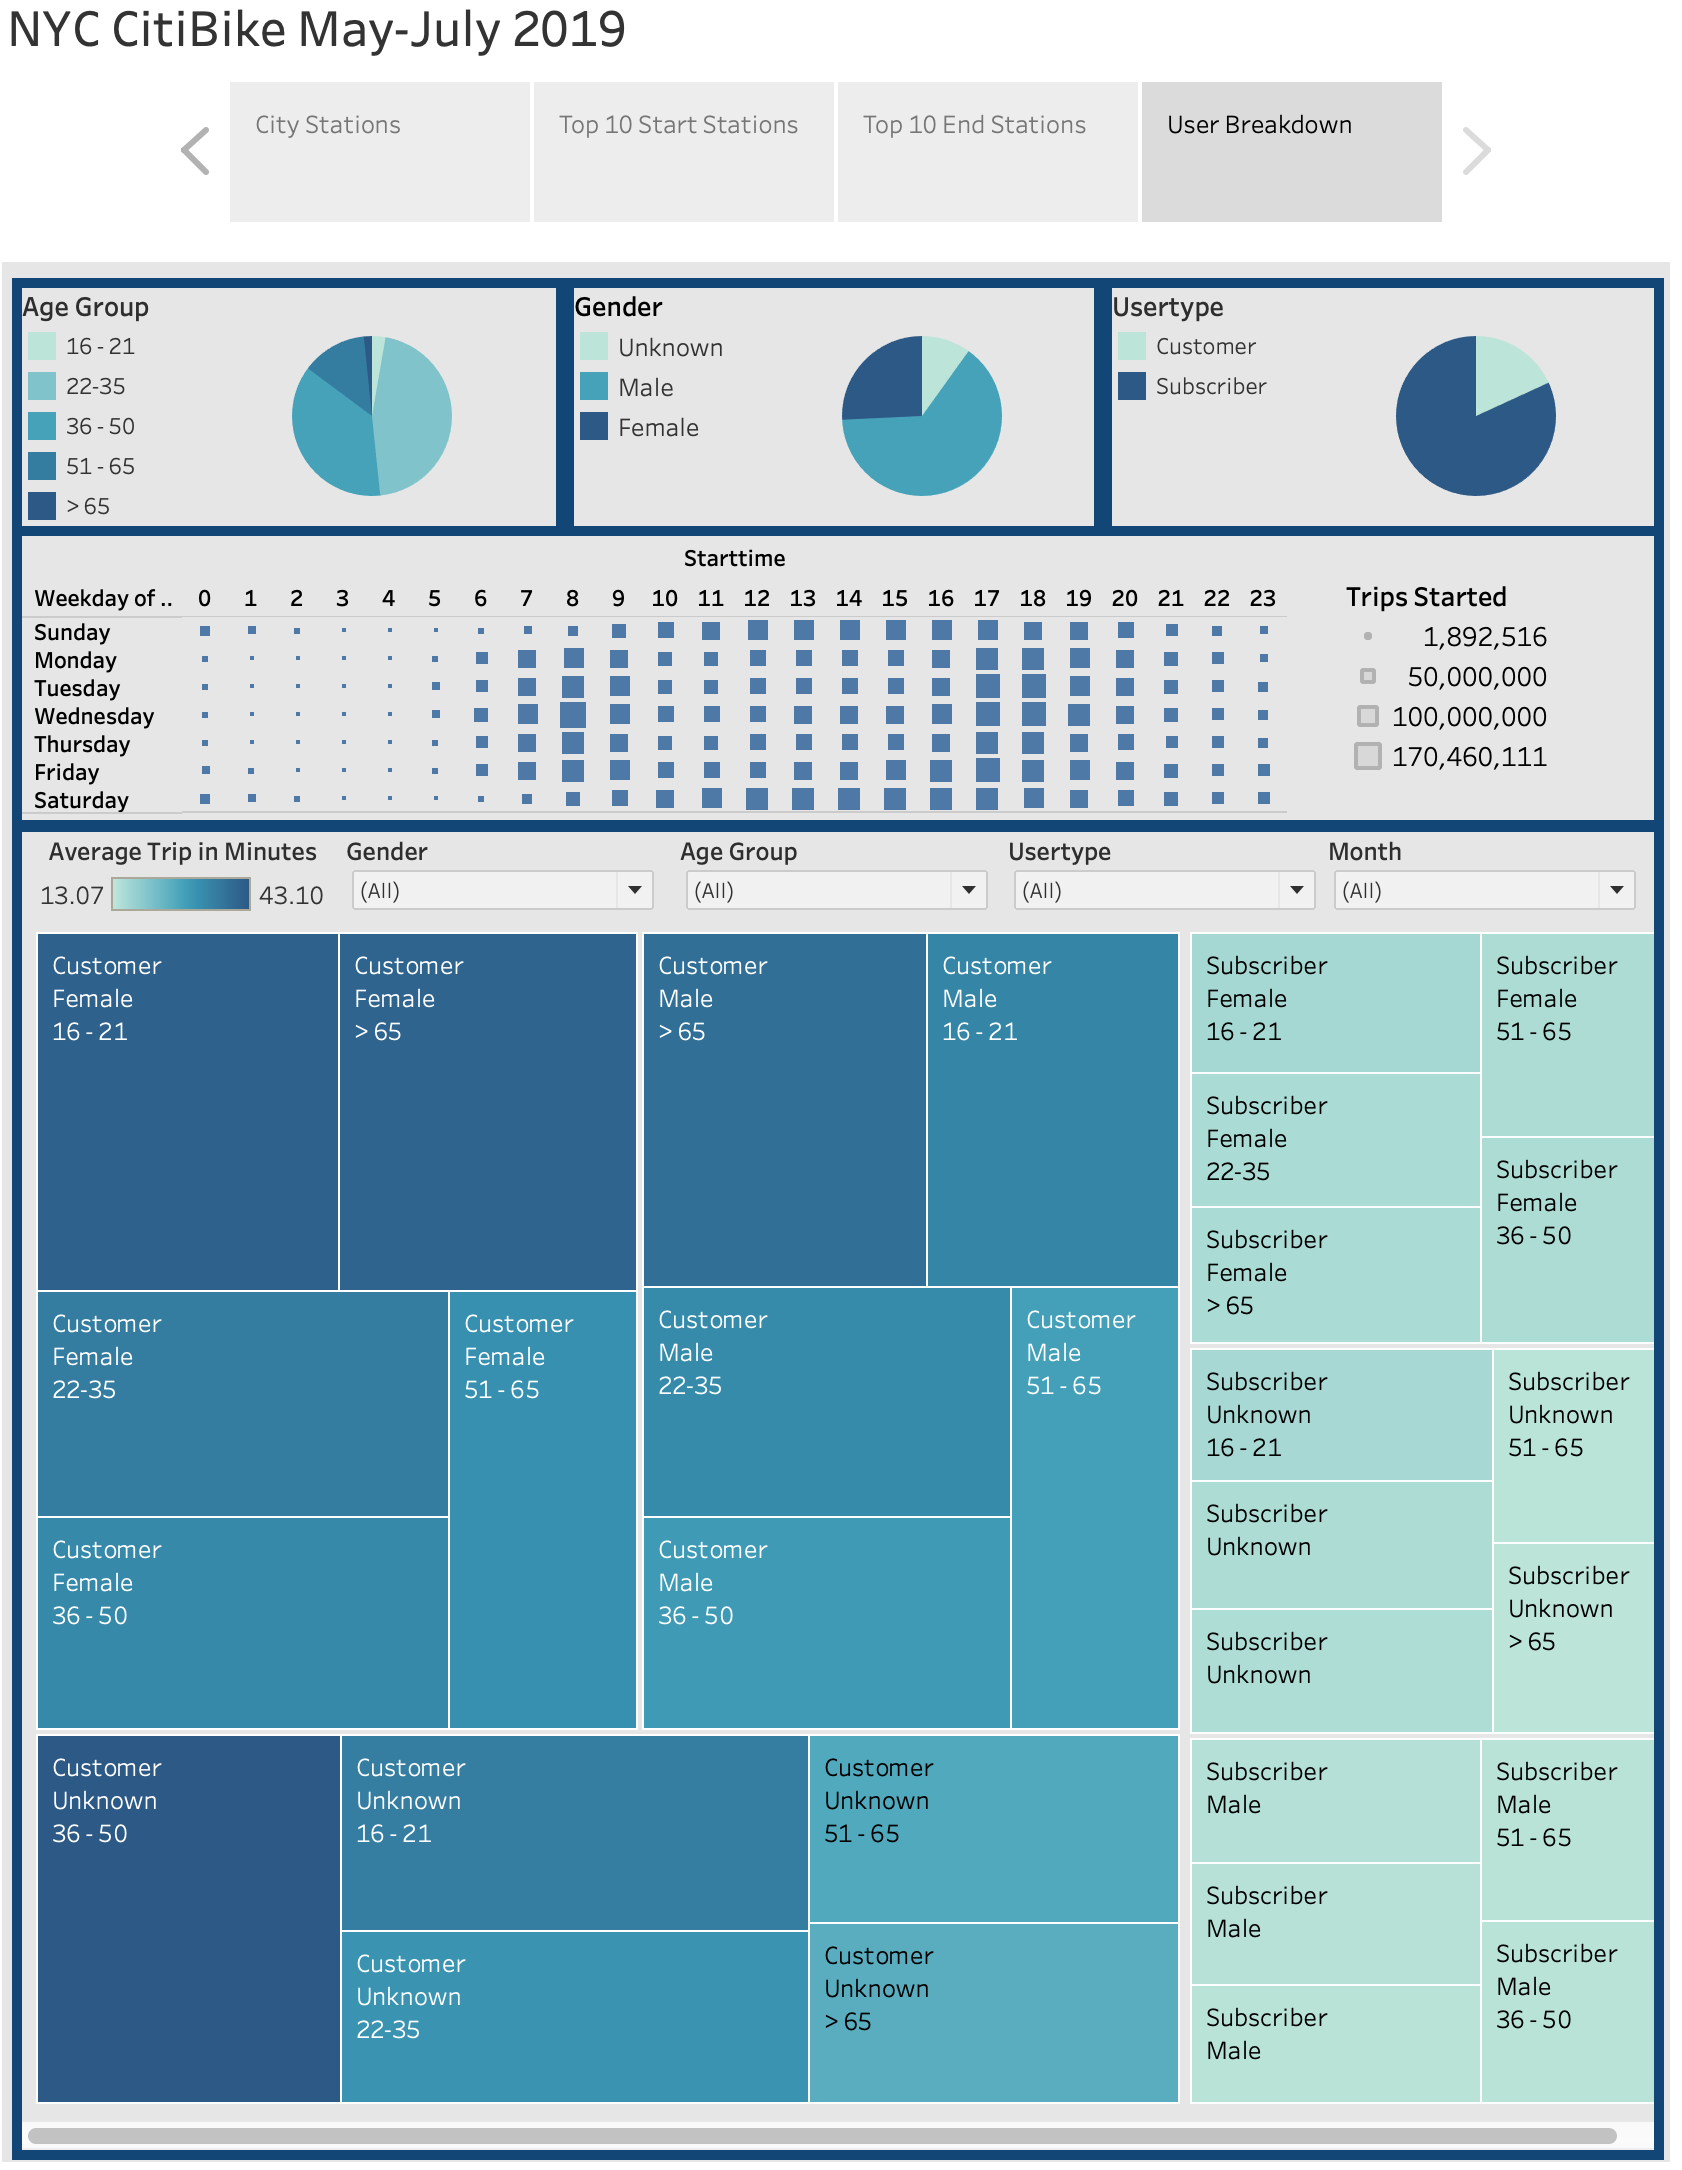 NYC CitiBike May-July 2019
City Stations
Top 10 Start Stations
Top 10 End Stations
User Breakdown
Age Group
16 - 21
22-35
36 - 50
51 - 65
> 65
Gender
Unknown
Male
Female
Usertype
Customer
Subscriber
Starttime
Weekday of .. 0 1 2 3 4 5 6 7 8 9 10 11 12 13 14 15 16 17 18 19 20 21 22 23
Sunday
Monday
Tuesday
Wednesday
Thursday
Friday
Saturday
Trips Started
1,892,516
50,000,000
100,000,000
170,460,111
Average Trip in Minutes
13.07 43.10
Gender
(All)
Age Group
(All)
Usertype
(All)
Month
(All)
Customer
Female
16 - 21
Customer
Female
> 65
Customer
Female
22-35
Customer
Female
51 - 65
Customer
Female
36 - 50
Customer
Male
> 65
Customer
Male
16 - 21
Customer
Male
22-35
Customer
Male
51 - 65
Customer
Male
36 - 50
Customer
Unknown
36 - 50
Customer
Unknown
16 - 21
Customer
Unknown
22-35
Customer
Unknown
51 - 65
Customer
Unknown
> 65
Subscriber
Female
16 - 21
Subscriber
Female
22-35
Subscriber
Female
> 65
Subscriber
Female
51 - 65
Subscriber
Female
36 - 50
Subscriber
Unknown
16 - 21
Subscriber
Unknown
Subscriber
Unknown
Subscriber
Unknown
51 - 65
Subscriber
Unknown
> 65
Subscriber
Male
Subscriber
Male
Subscriber
Male
Subscriber
Male
51 - 65
Subscriber
Male
36 - 50